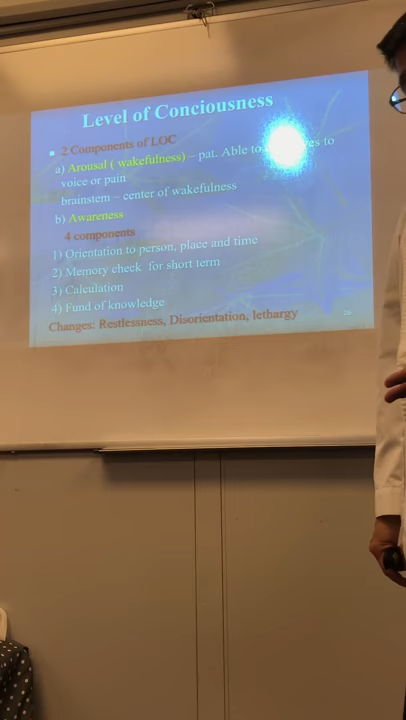 Level of Conciousness
▪ 2 Components of LOC
a) Arousal ( wakefulness) – pat. Able to es to
voice or pain
brainstem – center of wakefulness
b) Awareness
4 components
1) Orientation to person, place and time
2) Memory check for short term
3) Calculation
4) Fund of knowledge
Changes: Restlessness, Disorientation, lethargy